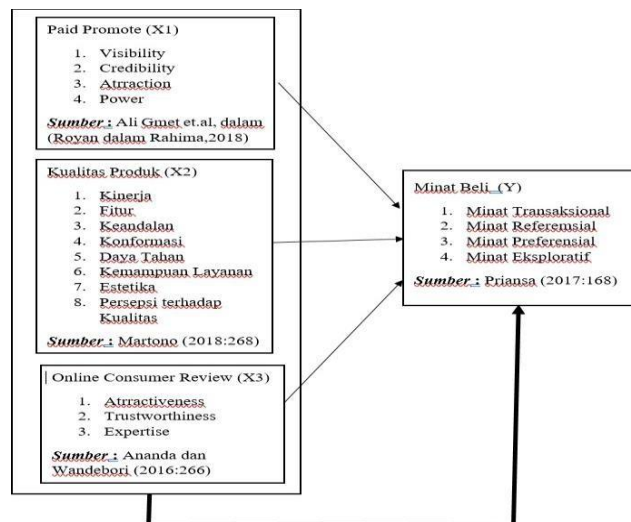 Paid Promote (X1)
1. Visibility
2. Credibility
3. Atrraction
4. Power
Sumber : Ali Gmet et.al, dalam
(Royan dalam Rahima,2018)
Kualitas Produk (X2)
1. Kinerja
2. Fitur
3. Keandalan
4. Konformasi
5. Daya Tahan
6. Kemampuan Layanan
7. Estetika
8. Persepsi terhadap
Kualitas
Sumber : Martono (2018:268)
Online Consumer Review (X3)
1. Atrractiveness
2. Trustworthiness
3. Expertise
Sumber : Ananda dan
Wandebori (2016:266)
Minat Beli (Y)
1. Minat Transaksional
2. Minat Referemsial
3. Minat Preferensial
4. Minat Eksploratif
Sumber : Priansa (2017:168)